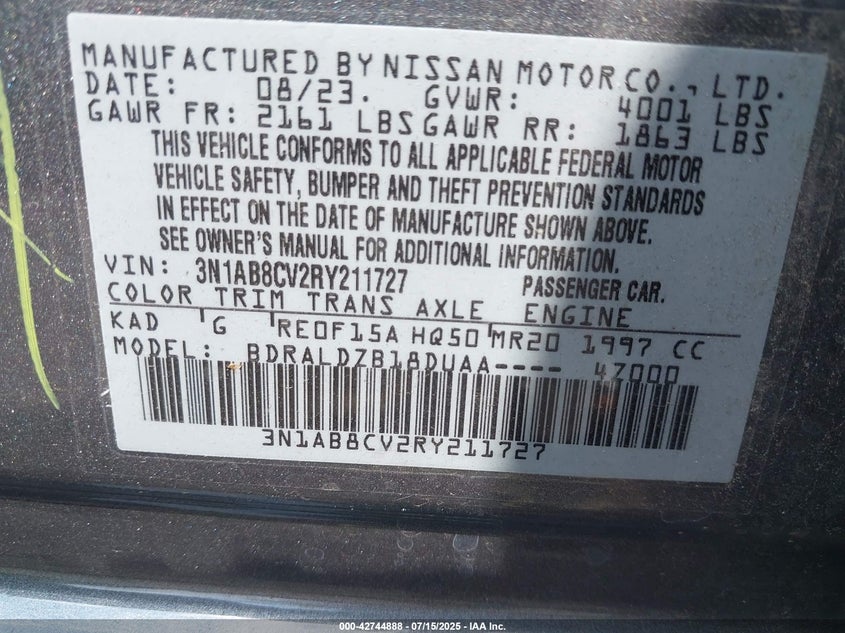 MANUFACTURED BY NISSAN MOTOR CO., LTD.
DATE: 08/23. GVWR: 4001 LBS
GAWR FR: 2161 LBS GAWR RR: 1863 LBS
THIS VEHICLE CONFORMS TO ALL APPLICABLE FEDERAL MOTOR
VEHICLE SAFETY, BUMPER AND THEFT PREVENTION STANDARDS
IN EFFECT ON THE DATE OF MANUFACTURE SHOWN ABOVE.
SEE OWNER'S MANUAL FOR ADDITIONAL INFORMATION.
VIN: 3N1AB8CV2RY211727 PASSENGER CAR.
COLOR TRIM TRANS AXLE ENGINE
KAD G RE0F15A HQ50 MR20 1997 CC
MODEL: BDRALDZB18DUAA---- 47000
3N1AB8CV2RY211727
000-42744888 - 07/15/2025 - IAA Inc.